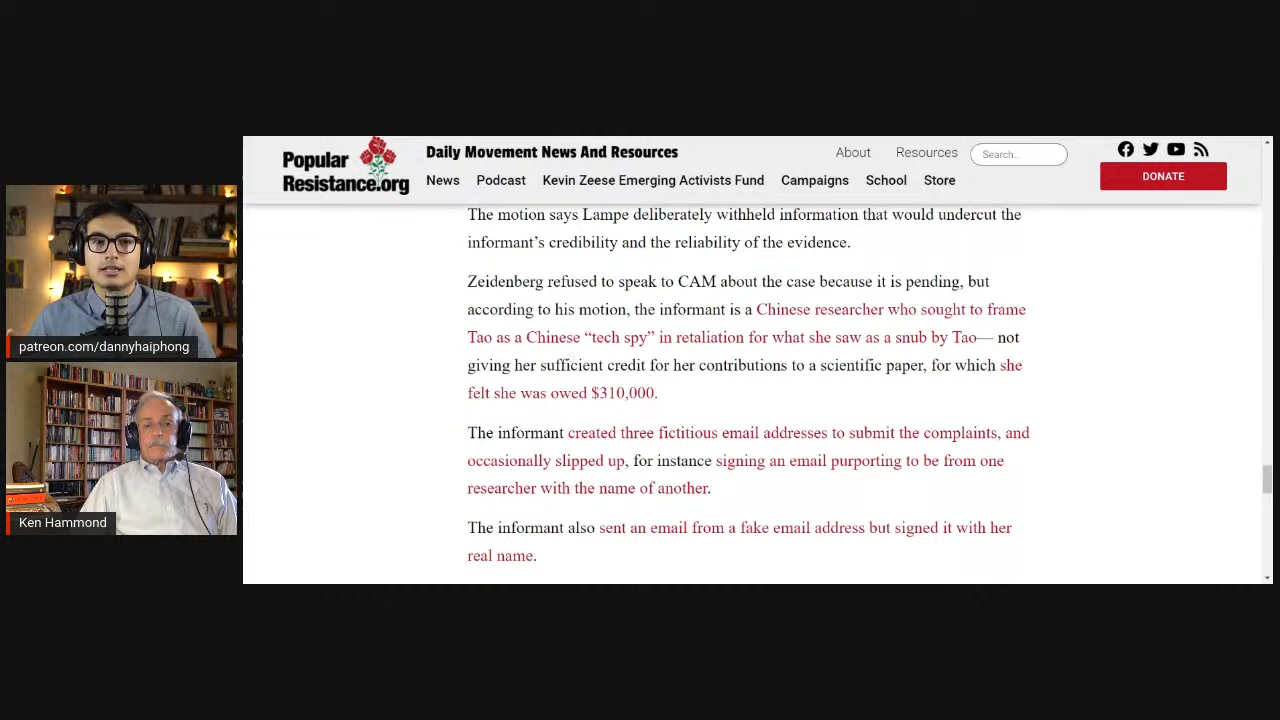 Popular
Resistance.org
Daily Movement News And Resources
About
Resources
Search..
News
Podcast
Kevin Zeese Emerging Activists Fund
Campaigns
School
Store
DONATE
The motion says Lampe deliberately withheld information that would undercut the
informant’s credibility and the reliability of the evidence.
Zeidenberg refused to speak to CAM about the case because it is pending, but
according to his motion, the informant is a Chinese researcher who sought to frame
Tao as a Chinese “tech spy” in retaliation for what she saw as a snub by Tao— not
giving her sufficient credit for her contributions to a scientific paper, for which she
felt she was owed $310,000.
The informant created three fictitious email addresses to submit the complaints, and
occasionally slipped up, for instance signing an email purporting to be from one
researcher with the name of another.
The informant also sent an email from a fake email address but signed it with her
real name.
patreon.com/dannyhaiphong
Ken Hammond